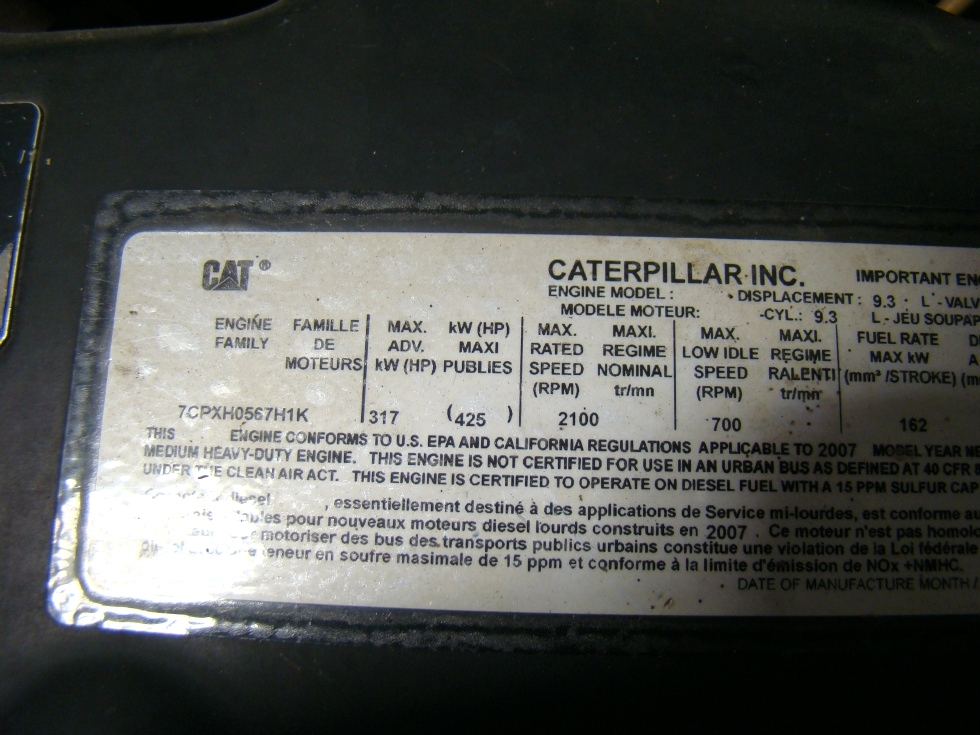 CAT ® CATERPILLAR INC. IMPORTANT ENG
ENGINE MODEL : DISPLACEMENT : 9.3 L -VALV
MODELE MOTEUR: -CYL.: 9.3 L - JEU SOUPAP
ENGINE FAMILLE MAX. kW (HP) MAX. MAXI. MAX. MAXI. FUEL RATE
FAMILY DE ADV. MAXI RATED REGIME LOW IDLE REGIME MAX kW
MOTEURS kW (HP) PUBLIES SPEED NOMINAL SPEED RALENTI (mm³ /STROKE)
(RPM) tr/mn (RPM) tr/mn
7CPXH0567H1K 317 ( 425 ) 2100 700 162
THIS ENGINE CONFORMS TO U.S. EPA AND CALIFORNIA REGULATIONS APPLICABLE TO 2007 MODEL YEAR
MEDIUM HEAVY-DUTY ENGINE. THIS ENGINE IS NOT CERTIFIED FOR USE IN AN URBAN BUS AS DEFINED AT 40 CFR
UNDER THE CLEAN AIR ACT. THIS ENGINE IS CERTIFIED TO OPERATE ON DIESEL FUEL WITH A 15 PPM SULFUR CAP
diesel , essentiellement destiné à des applications de Service mi-lourdes, est conforme au
pour nouveaux moteurs diesel lourds construits en 2007 . Ce moteur n'est pas homolo
motoriser des bus des transports publics urbains constitue une violation de la Loi fédérale
teneur en soufre masimale de 15 ppm et conforme à la limite d'émission de NOx +NMHC.
DATE OF MANUFACTURE MONTH /